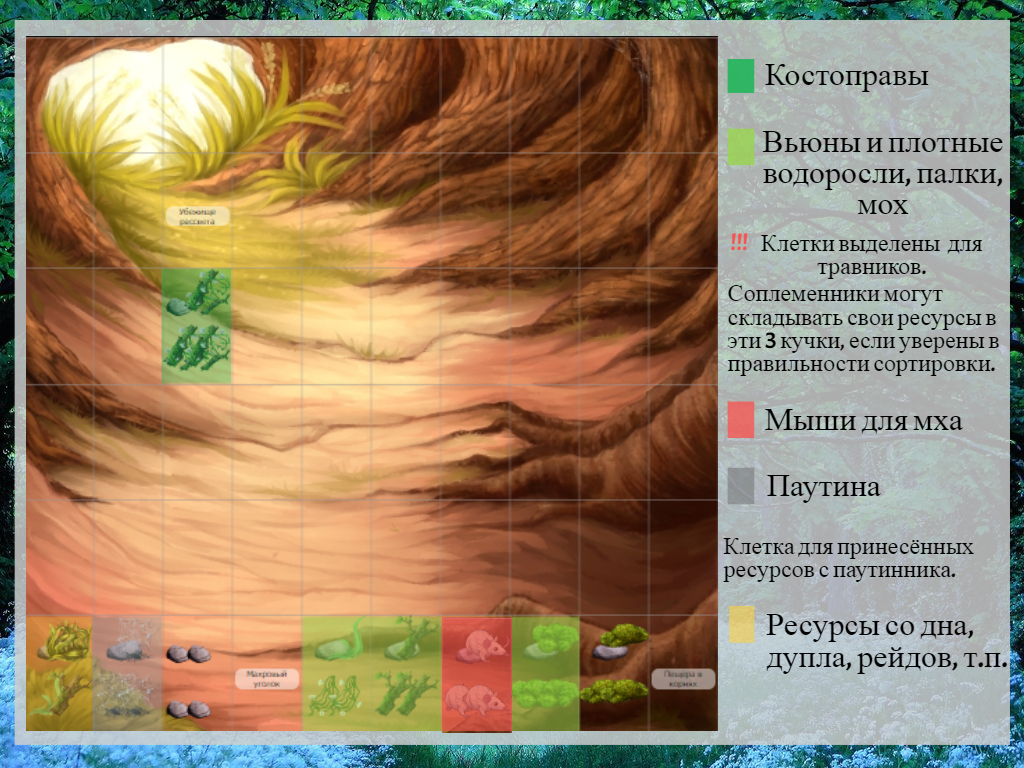 Костоправы
Вьюны и плотные
водоросли, палки,
мох
!!! Клетки выделены для
травников.
Соплеменники могут
складывать свои ресурсы в
эти 3 кучки, если уверены в
правильности сортировки.
Мыши для мха
Паутина
Клетка для принесённых
ресурсов с паутинника.
Ресурсы со дна,
дупла, рейдов, т.п.
Убежище
рассвета
Махровый
уголок
Пещера в
корнях